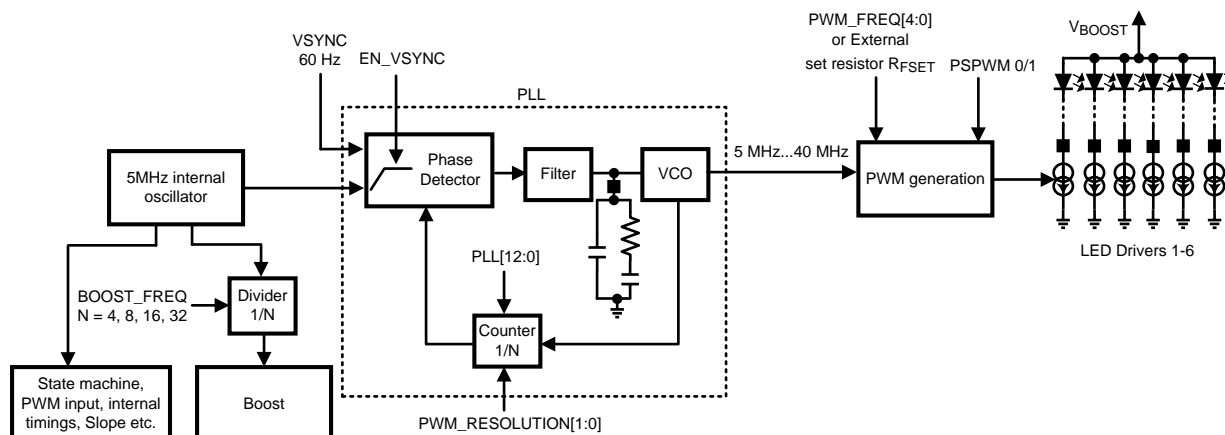 VSYNC
60 Hz
EN_VSYNC
PWM_FREQ[4:0]
or External
set resistor RFSET
PSPWM 0/1
VBOOST
PLL
5MHz internal
oscillator
Phase
Detector
Filter
VCO
5 MHz...40 MHz
PWM generation
LED Drivers 1-6
PLL[12:0]
BOOST_FREQ
N = 4, 8, 16, 32
Divider
1/N
Counter
1/N
State machine,
PWM input, internal
timings, Slope etc.
Boost
PWM_RESOLUTION[1:0]